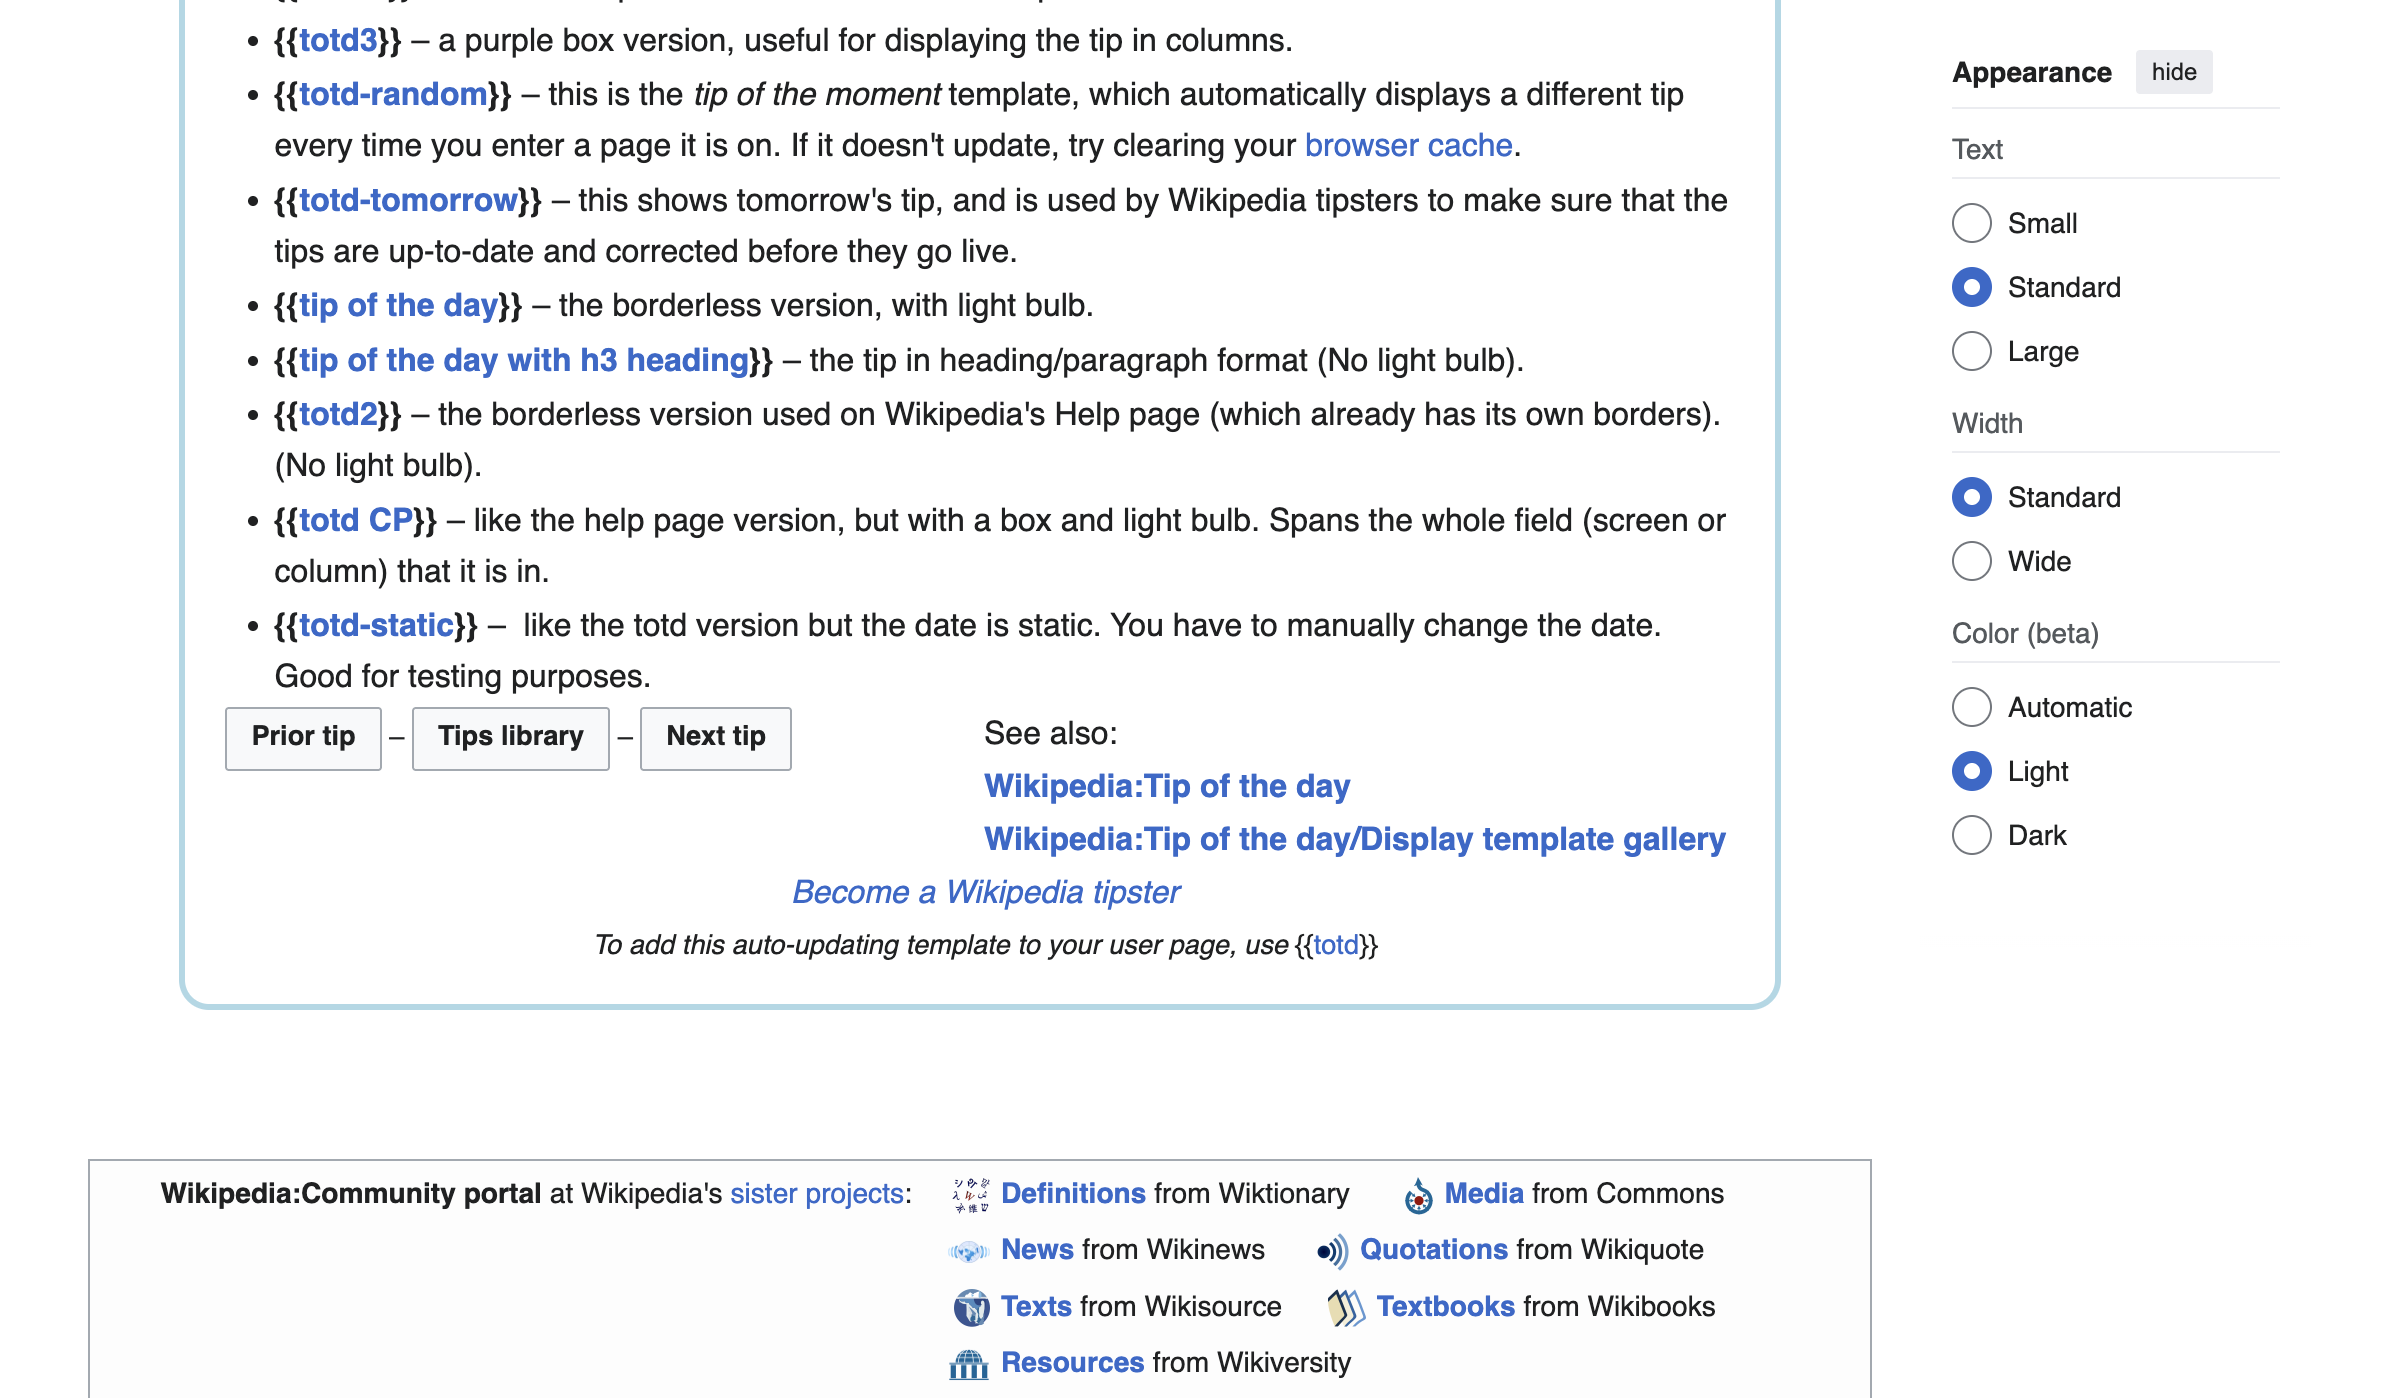 • {{totd3}} – a purple box version, useful for displaying the tip in columns.
• {{totd-random}} – this is the tip of the moment template, which automatically displays a different tip
every time you enter a page it is on. If it doesn't update, try clearing your browser cache.
• {{totd-tomorrow}} – this shows tomorrow's tip, and is used by Wikipedia tipsters to make sure that the
tips are up-to-date and corrected before they go live.
• {{tip of the day}} – the borderless version, with light bulb.
• {{tip of the day with h3 heading}} – the tip in heading/paragraph format (No light bulb).
• {{totd2}} – the borderless version used on Wikipedia's Help page (which already has its own borders).
(No light bulb).
• {{totd CP}} – like the help page version, but with a box and light bulb. Spans the whole field (screen or
column) that it is in.
• {{totd-static}} – like the totd version but the date is static. You have to manually change the date.
Good for testing purposes.
Prior tip – Tips library – Next tip
See also:
Wikipedia:Tip of the day
Wikipedia:Tip of the day/Display template gallery
Become a Wikipedia tipster
To add this auto-updating template to your user page, use {{totd}}
Wikipedia:Community portal at Wikipedia's sister projects:
Definitions from Wiktionary
Media from Commons
News from Wikinews
Quotations from Wikiquote
Texts from Wikisource
Textbooks from Wikibooks
Resources from Wikiversity
Appearance hide
Text
Small
Standard
Large
Width
Standard
Wide
Color (beta)
Automatic
Light
Dark